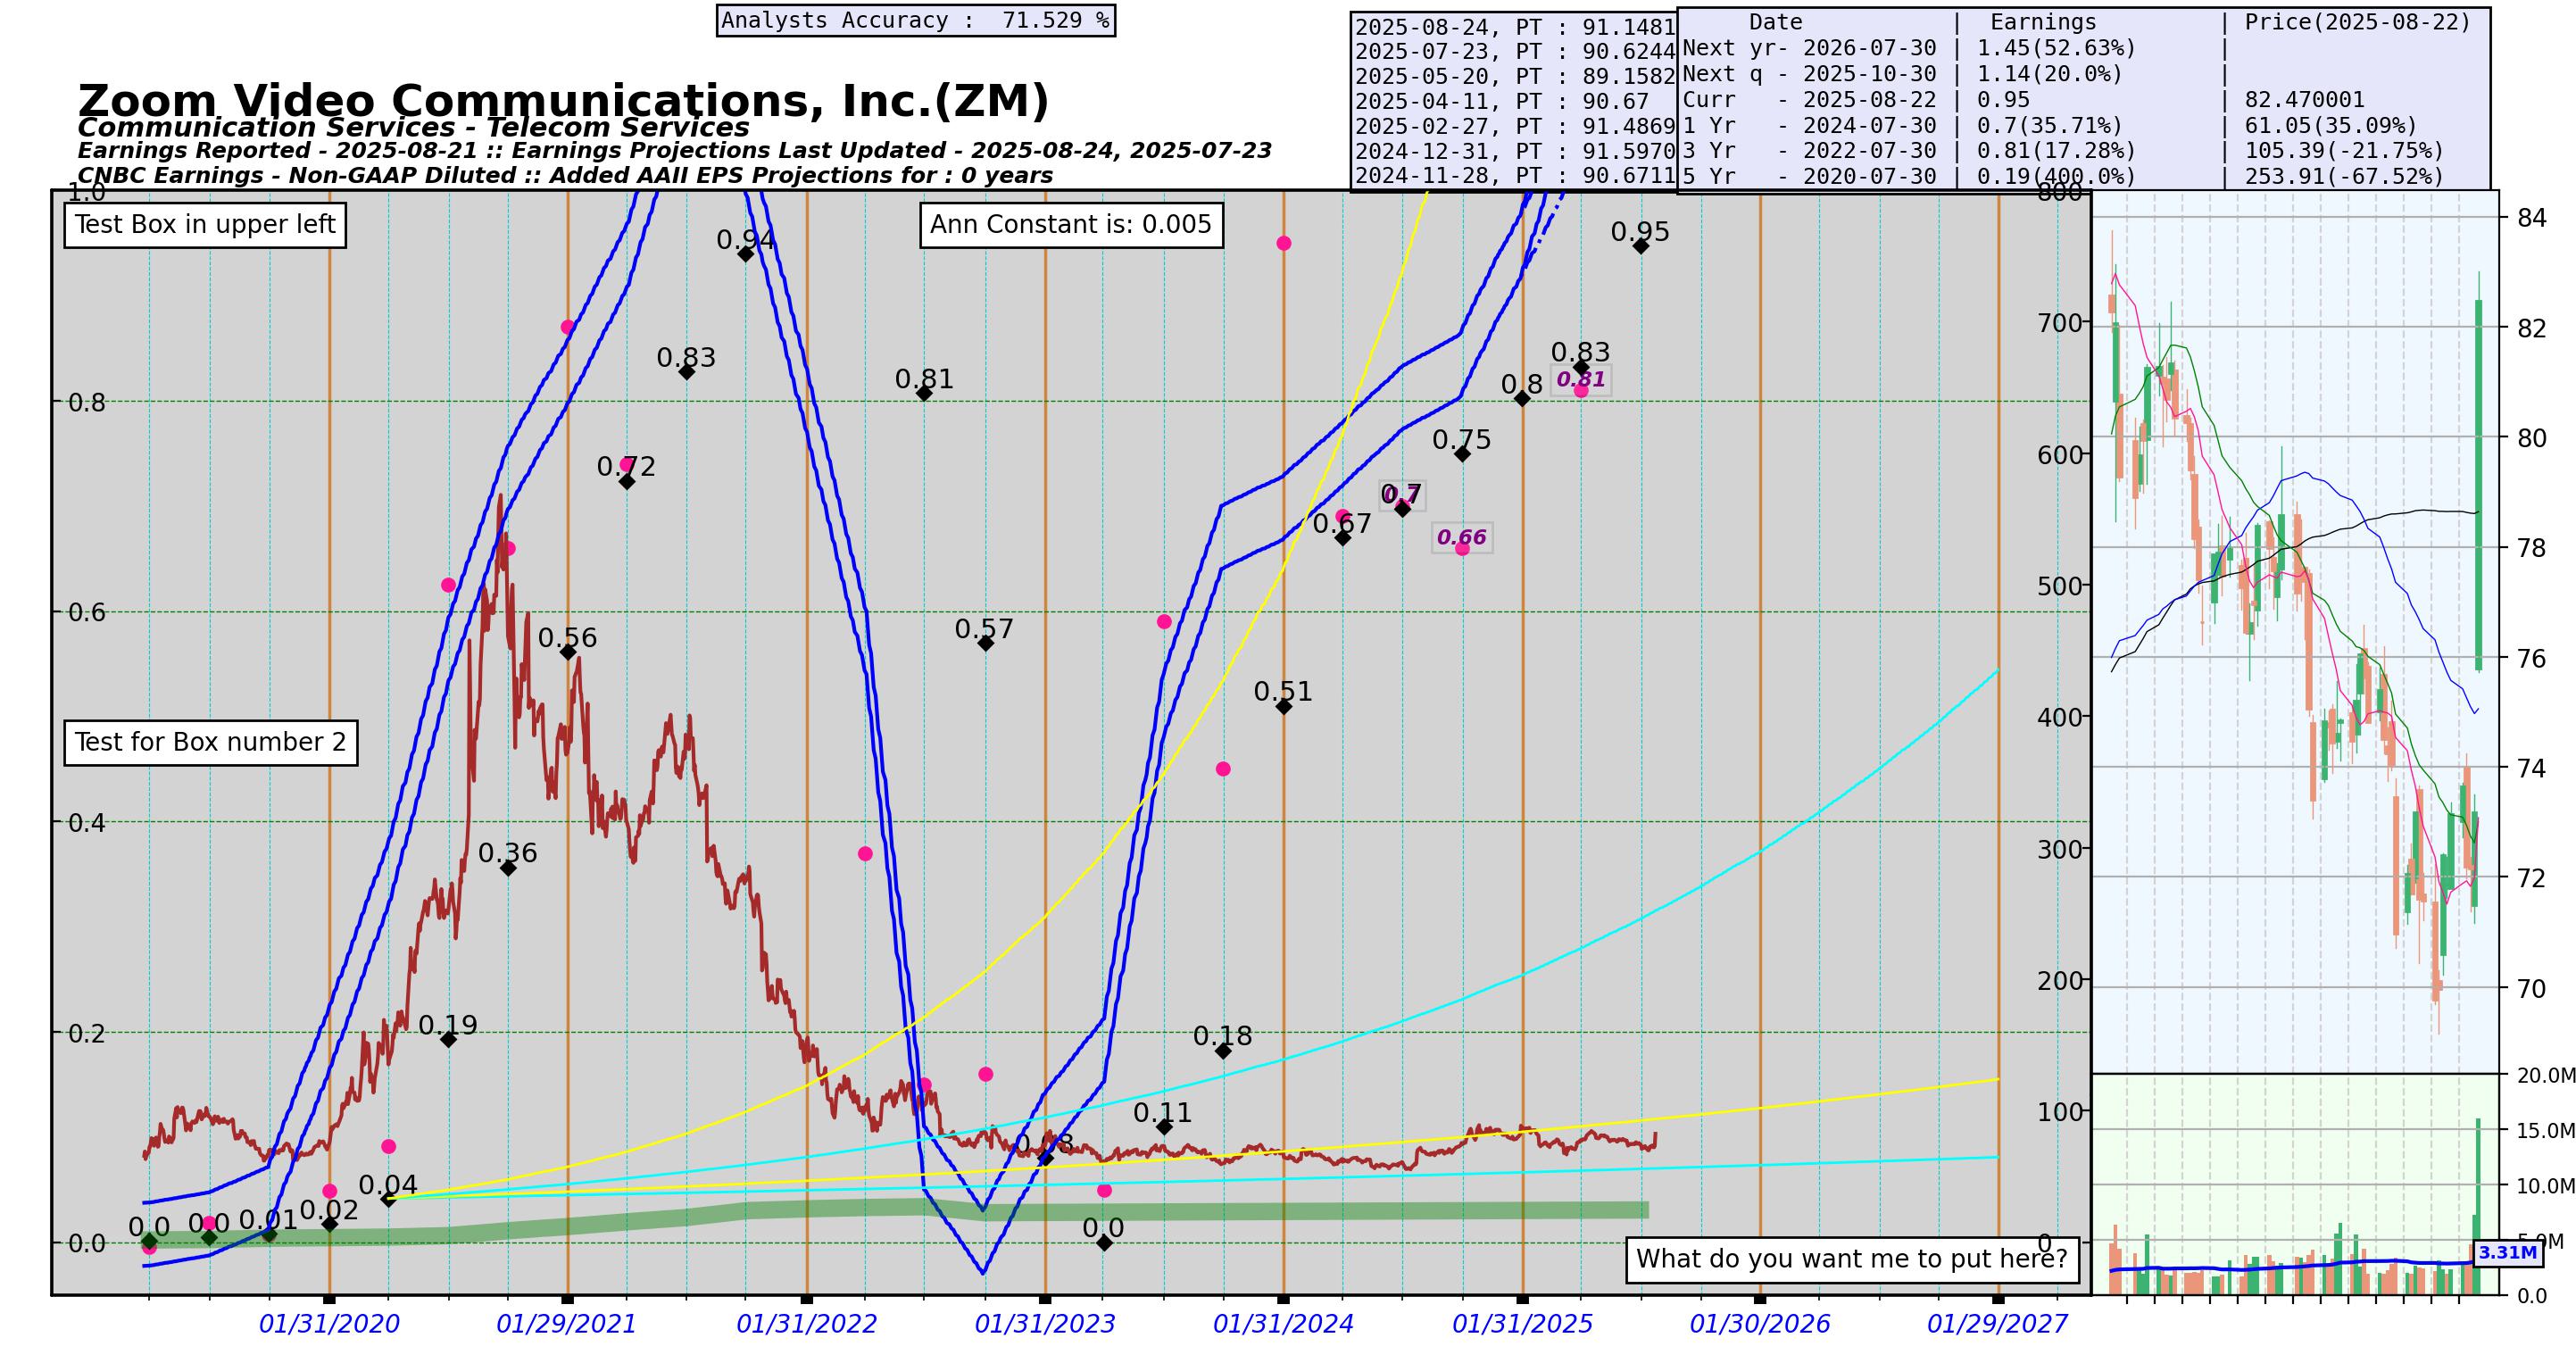 Analysts Accuracy :  71.529 %
Zoom Video Communications, Inc.(ZM)
Communication Services - Telecom Services
Earnings Reported - 2025-08-21 :: Earnings Projections Last Updated - 2025-08-24, 2025-07-23
CNBC Earnings - Non-GAAP Diluted :: Added AAII EPS Projections for : 0 years
2025-08-24, PT : 91.1481
2025-07-23, PT : 90.6244
2025-05-20, PT : 89.1582
2025-04-11, PT : 90.67
2025-02-27, PT : 91.4869
2024-12-31, PT : 91.5970
2024-11-28, PT : 90.6711
Date | Earnings | Price(2025-08-22)
Next yr- 2026-07-30 | 1.45(52.63%) |
Next q - 2025-10-30 | 1.14(20.0%) |
Curr - 2025-08-22 | 0.95 | 82.470001
1 Yr - 2024-07-30 | 0.7(35.71%) | 61.05(35.09%)
3 Yr - 2022-07-30 | 0.81(17.28%) | 105.39(-21.75%)
5 Yr - 2020-07-30 | 0.19(400.0%) | 253.91(-67.52%)
Test Box in upper left
Ann Constant is: 0.005
Test for Box number 2
What do you want me to put here?
1.0
0.8
0.6
0.4
0.2
0.0
0.0
0.0
0.01
0.02
0.04
0.19
0.36
0.56
0.72
0.83
0.94
0.81
0.57
0.08
0.0
0.11
0.18
0.51
0.67
0.7
0.7
0.75
0.66
0.8
0.83
0.81
0.95
800
700
600
500
400
300
200
100
0
84
82
80
78
76
74
72
70
20.0M
15.0M
10.0M
5.0M
3.31M
0.0
01/31/2020
01/29/2021
01/31/2022
01/31/2023
01/31/2024
01/31/2025
01/30/2026
01/29/2027